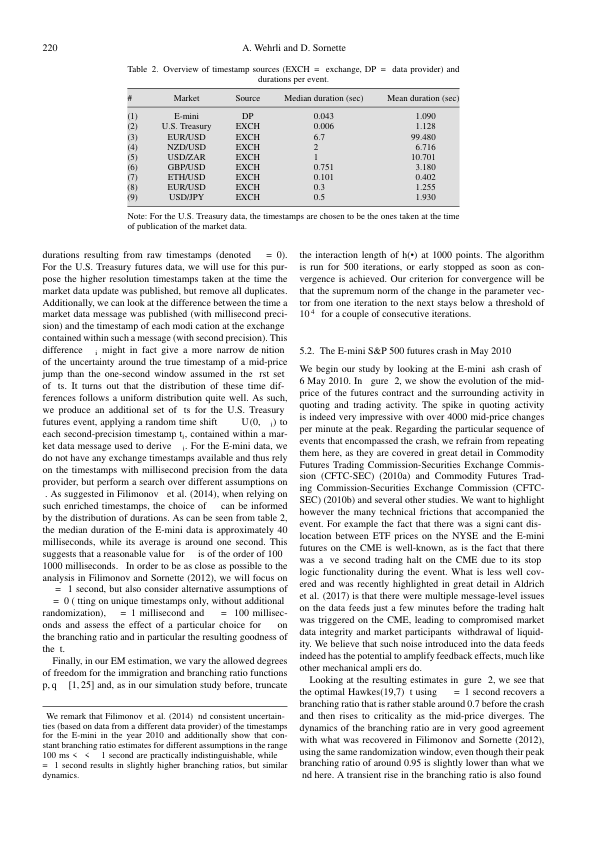 220
A. Wehrli and D. Sornette
Table 2. Overview of timestamp sources (EXCH = exchange, DP = data provider) and
durations per event.
# Market Source Median duration (sec) Mean duration (sec)
(1) E-mini DP 0.043 1.090
(2) U.S. Treasury EXCH 0.006 1.128
(3) EUR/USD EXCH 6.7 99.480
(4) NZD/USD EXCH 2 6.716
(5) USD/ZAR EXCH 1 10.701
(6) GBP/USD EXCH 0.751 3.180
(7) ETH/USD EXCH 0.101 0.402
(8) EUR/USD EXCH 0.3 1.255
(9) USD/JPY EXCH 0.5 1.930
Note: For the U.S. Treasury data, the timestamps are chosen to be the ones taken at the time
of publication of the market data.
durations resulting from raw timestamps (denoted = 0).
For the U.S. Treasury futures data, we will use for this pur-
pose the higher resolution timestamps taken at the time the
market data update was published, but remove all duplicates.
Additionally, we can look at the difference between the time a
market data message was published (with millisecond preci-
sion) and the timestamp of each modi cation at the exchange
contained within such a message (with second precision). This
difference i might in fact give a more narrow de nition
of the uncertainty around the true timestamp of a mid-price
jump than the one-second window assumed in the rst set
of ts. It turns out that the distribution of these time dif-
ferences follows a uniform distribution quite well. As such,
we produce an additional set of ts for the U.S. Treasury
futures event, applying a random time shift U(0, i) to
each second-precision timestamp ti, contained within a mar-
ket data message used to derive i. For the E-mini data, we
do not have any exchange timestamps available and thus rely
on the timestamps with millisecond precision from the data
provider, but perform a search over different assumptions on
. As suggested in Filimonov et al. (2014), when relying on
such enriched timestamps, the choice of can be informed
by the distribution of durations. As can be seen from table 2,
the median duration of the E-mini data is approximately 40
milliseconds, while its average is around one second. This
suggests that a reasonable value for is of the order of 100
1000 milliseconds. In order to be as close as possible to the
analysis in Filimonov and Sornette (2012), we will focus on
= 1 second, but also consider alternative assumptions of
= 0 ( tting on unique timestamps only, without additional
randomization), = 1 millisecond and = 100 millisec-
onds and assess the effect of a particular choice for on
the branching ratio and in particular the resulting goodness of
the t.
Finally, in our EM estimation, we vary the allowed degrees
of freedom for the immigration and branching ratio functions
p, q [1, 25] and, as in our simulation study before, truncate
We remark that Filimonov et al. (2014) nd consistent uncertain-
ties (based on data from a different data provider) of the timestamps
for the E-mini in the year 2010 and additionally show that con-
stant branching ratio estimates for different assumptions in the range
100 ms < < 1 second are practically indistinguishable, while
= 1 second results in slightly higher branching ratios, but similar
dynamics.
the interaction length of h(•) at 1000 points. The algorithm
is run for 500 iterations, or early stopped as soon as con-
vergence is achieved. Our criterion for convergence will be
that the supremum norm of the change in the parameter vec-
tor from one iteration to the next stays below a threshold of
10 4 for a couple of consecutive iterations.
5.2. The E-mini S&P 500 futures crash in May 2010
We begin our study by looking at the E-mini ash crash of
6 May 2010. In gure 2, we show the evolution of the mid-
price of the futures contract and the surrounding activity in
quoting and trading activity. The spike in quoting activity
is indeed very impressive with over 4000 mid-price changes
per minute at the peak. Regarding the particular sequence of
events that encompassed the crash, we refrain from repeating
them here, as they are covered in great detail in Commodity
Futures Trading Commission-Securities Exchange Commis-
sion (CFTC-SEC) (2010a) and Commodity Futures Trad-
ing Commission-Securities Exchange Commission (CFTC-
SEC) (2010b) and several other studies. We want to highlight
however the many technical frictions that accompanied the
event. For example the fact that there was a signi cant dis-
location between ETF prices on the NYSE and the E-mini
futures on the CME is well-known, as is the fact that there
was a ve second trading halt on the CME due to its stop
logic functionality during the event. What is less well cov-
ered and was recently highlighted in great detail in Aldrich
et al. (2017) is that there were multiple message-level issues
on the data feeds just a few minutes before the trading halt
was triggered on the CME, leading to compromised market
data integrity and market participants withdrawal of liquid-
ity. We believe that such noise introduced into the data feeds
indeed has the potential to amplify feedback effects, much like
other mechanical ampli ers do.
Looking at the resulting estimates in gure 2, we see that
the optimal Hawkes(19,7) t using = 1 second recovers a
branching ratio that is rather stable around 0.7 before the crash
and then rises to criticality as the mid-price diverges. The
dynamics of the branching ratio are in very good agreement
with what was recovered in Filimonov and Sornette (2012),
using the same randomization window, even though their peak
branching ratio of around 0.95 is slightly lower than what we
nd here. A transient rise in the branching ratio is also found